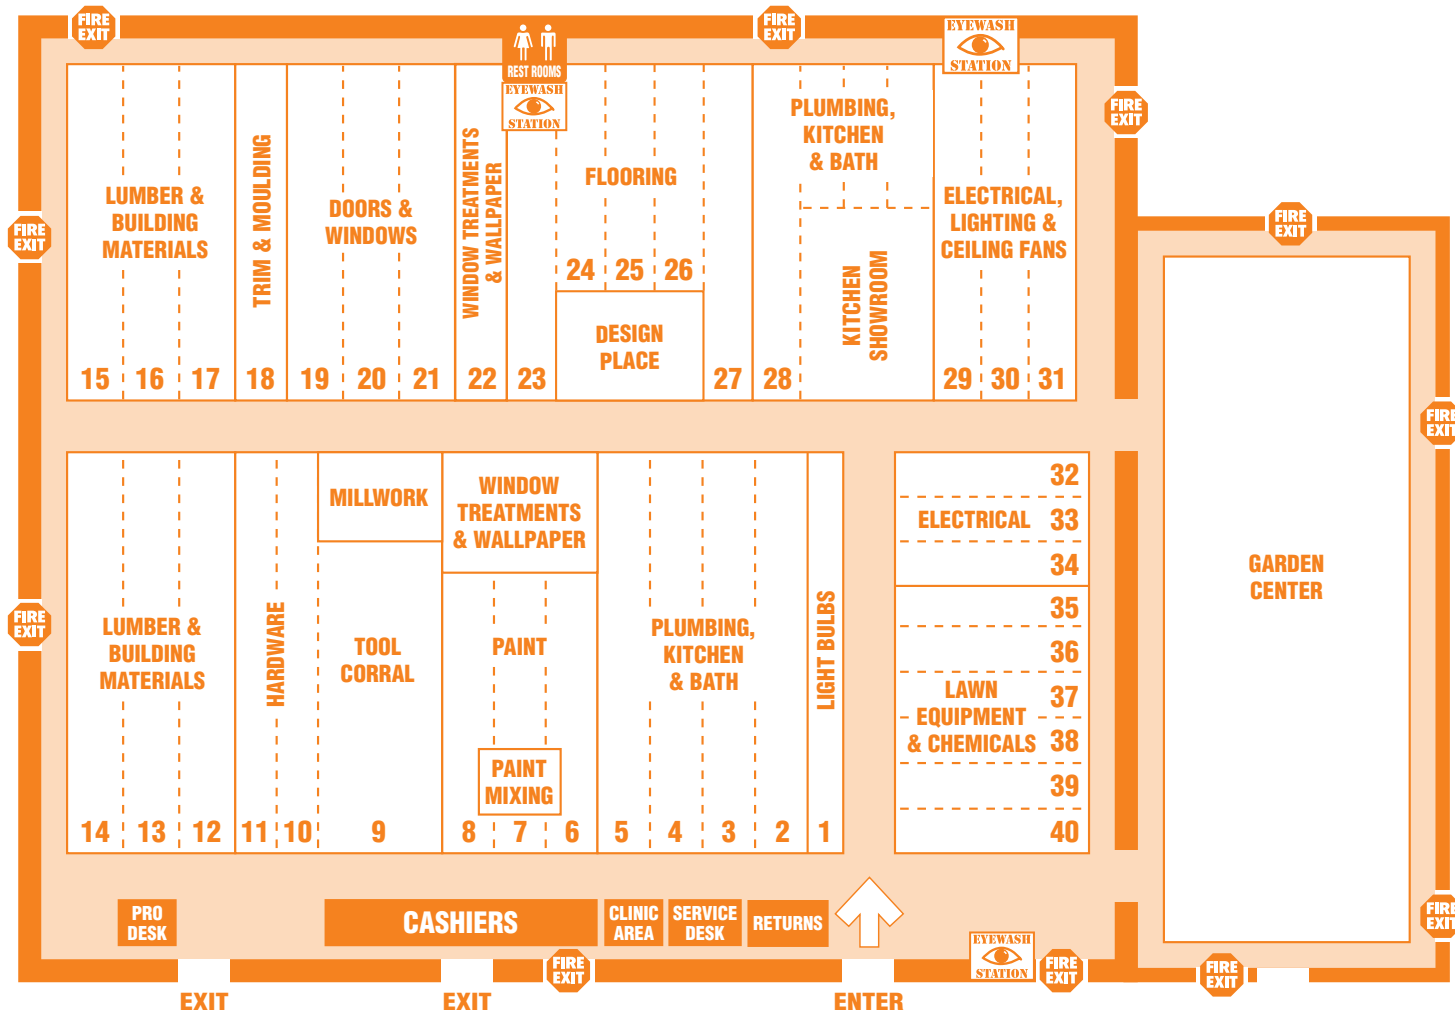 FIRE
EXIT
REST ROOMS
EYEWASH
STATION
FIRE
EXIT
EYEWASH
STATION
FIRE
EXIT
FIRE
EXIT
LUMBER &
BUILDING
MATERIALS
15
16
17
TRIM & MOULDING
18
DOORS &
WINDOWS
19
20
21
WINDOW TREATMENTS
& WALLPAPER
22
23
FLOORING
24
25
26
DESIGN
PLACE
27
PLUMBING,
KITCHEN
& BATH
28
KITCHEN
SHOWROOM
ELECTRICAL,
LIGHTING &
CEILING FANS
29
30
31
FIRE
EXIT
FIRE
EXIT
FIRE
EXIT
LUMBER &
BUILDING
MATERIALS
14
13
12
HARDWARE
11
10
MILLWORK
TOOL
CORRAL
9
WINDOW
TREATMENTS
& WALLPAPER
PAINT
PAINT
MIXING
8
7
6
PLUMBING,
KITCHEN
& BATH
5
4
3
2
LIGHT BULBS
1
32
ELECTRICAL 33
34
35
36
LAWN
EQUIPMENT
& CHEMICALS
37
38
39
40
GARDEN
CENTER
PRO
DESK
CASHIERS
CLINIC
AREA
SERVICE
DESK
RETURNS
FIRE
EXIT
FIRE
EXIT
EYEWASH
STATION
FIRE
EXIT
FIRE
EXIT
EXIT
EXIT
ENTER